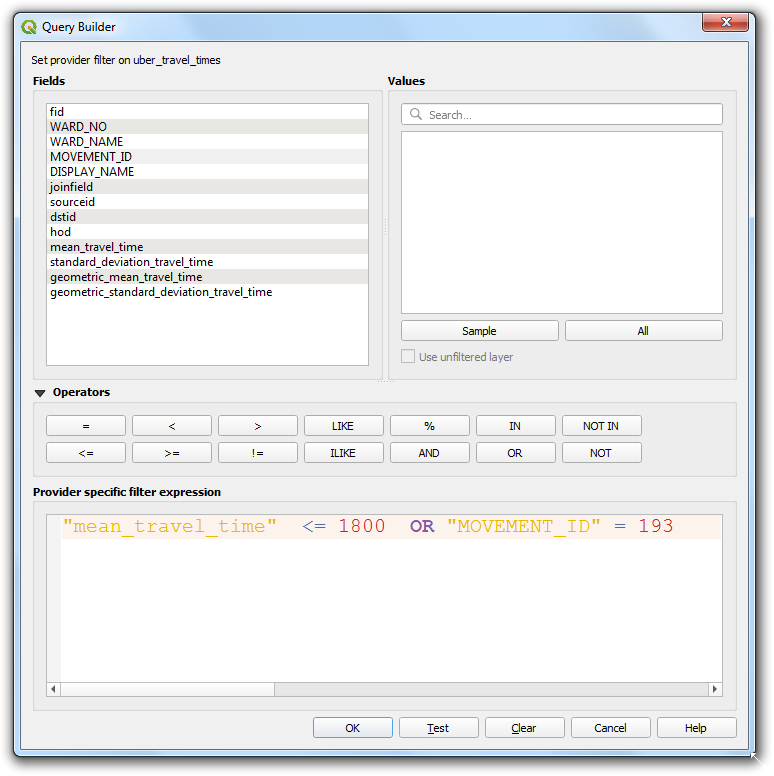 Query Builder
Set provider filter on uber_travel_times
Fields
Values
fid
WARD_NO
WARD_NAME
MOVEMENT_ID
DISPLAY_NAME
joinfield
sourceid
dstid
hod
mean_travel_time
standard_deviation_travel_time
geometric_mean_travel_time
geometric_standard_deviation_travel_time
Search...
Sample All
Use unfiltered layer
Operators
= < > LIKE % IN NOT IN
<= >= != ILIKE AND OR NOT
Provider specific filter expression
"mean_travel_time" <= 1800 OR "MOVEMENT_ID" = 193
OK Test Clear Cancel Help